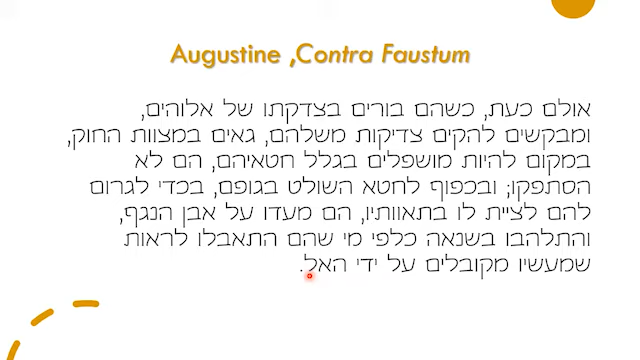 Augustine ,Contra Faustum
אולם כעת, כשהם בורים בצדקתו של אלוהים,
ומבקשים להקים צדיקות משלהם, גאים במצוות החוק,
במקום להיות מושפלים בגלל חטאיהם, הם לא
הסתפקו; ובכפוף לחטא השולט בגופם, בכדי לגרום
להם לציית לו בתאוותיו, הם מעדו על אבן הנגף,
והתלהבו בשנאה כלפי מי שהם התאבלו לראות
שמעשיו מקובלים על ידי האל.